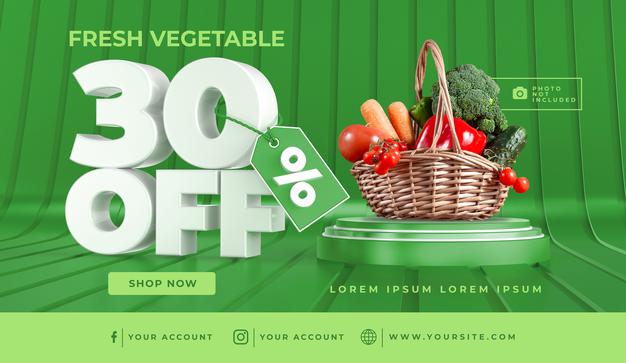 FRESH VEGETABLE
30
OFF
%
PHOTO
NOT
INCLUDED
SHOP NOW
LOREM IPSUM LOREM IPSUM
f YOUR ACCOUNT
YOUR ACCOUNT
WWW.YOURSITE.COM